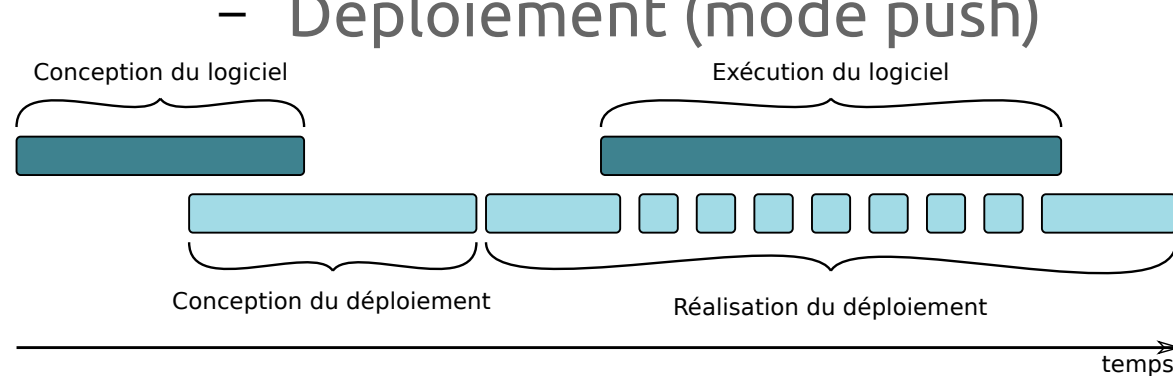 – Déploiement (mode push)
Conception du logiciel
Exécution du logiciel
Conception du déploiement
Réalisation du déploiement
temps